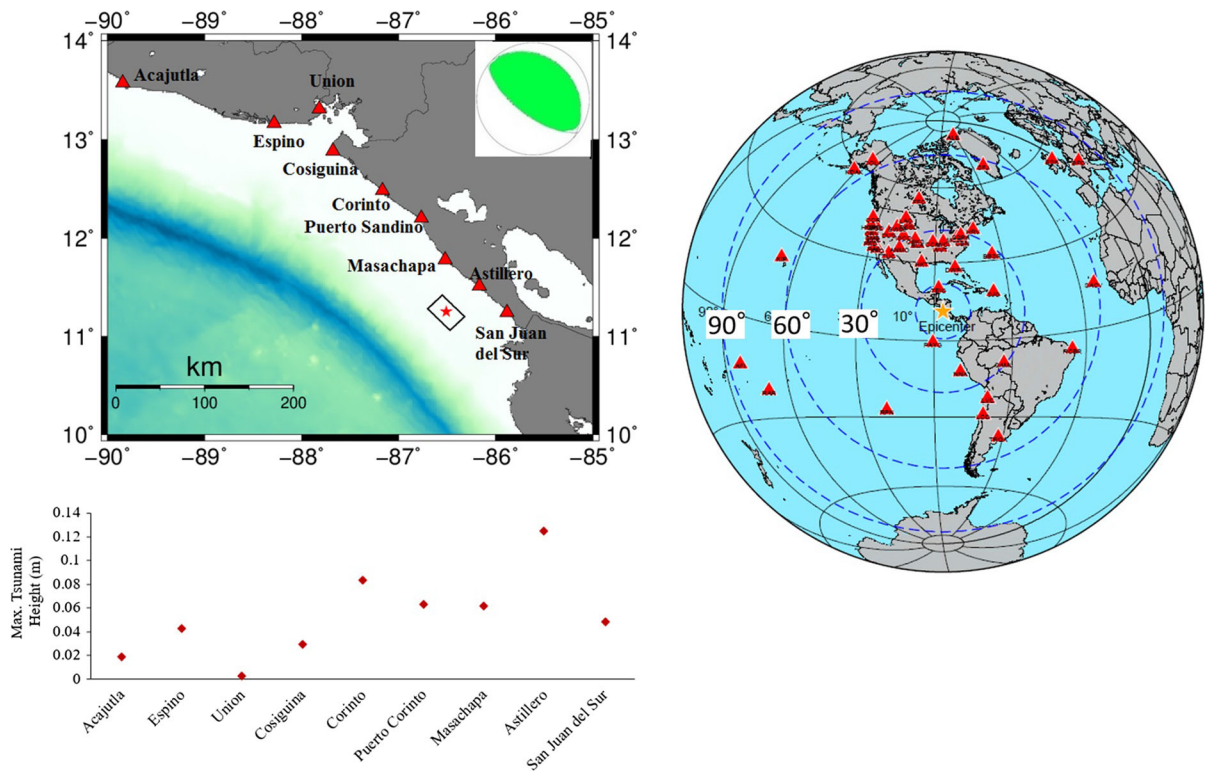 −90˚ −89˚ −88˚ −87˚ −86˚ −85˚
14˚ 14˚
Acajutla
Union
13˚ 13˚
Espino
Cosiguina
Corinto
12˚ Puerto Sandino 12˚
Masachapa
Astillero
11˚ 11˚
San Juan
del Sur
km
0 100 200
10˚ 10˚
−90˚ −89˚ −88˚ −87˚ −86˚ −85˚
90˚ 60˚ 30˚ 10˚
Epicenter
Max. Tsunami
Height (m)
0.14
0.12
0.1
0.08
0.06
0.04
0.02
0
Acajutla
Espino
Union
Cosiguina
Corinto
Puerto Corinto
Masachapa
Astillero
San Juan del Sur